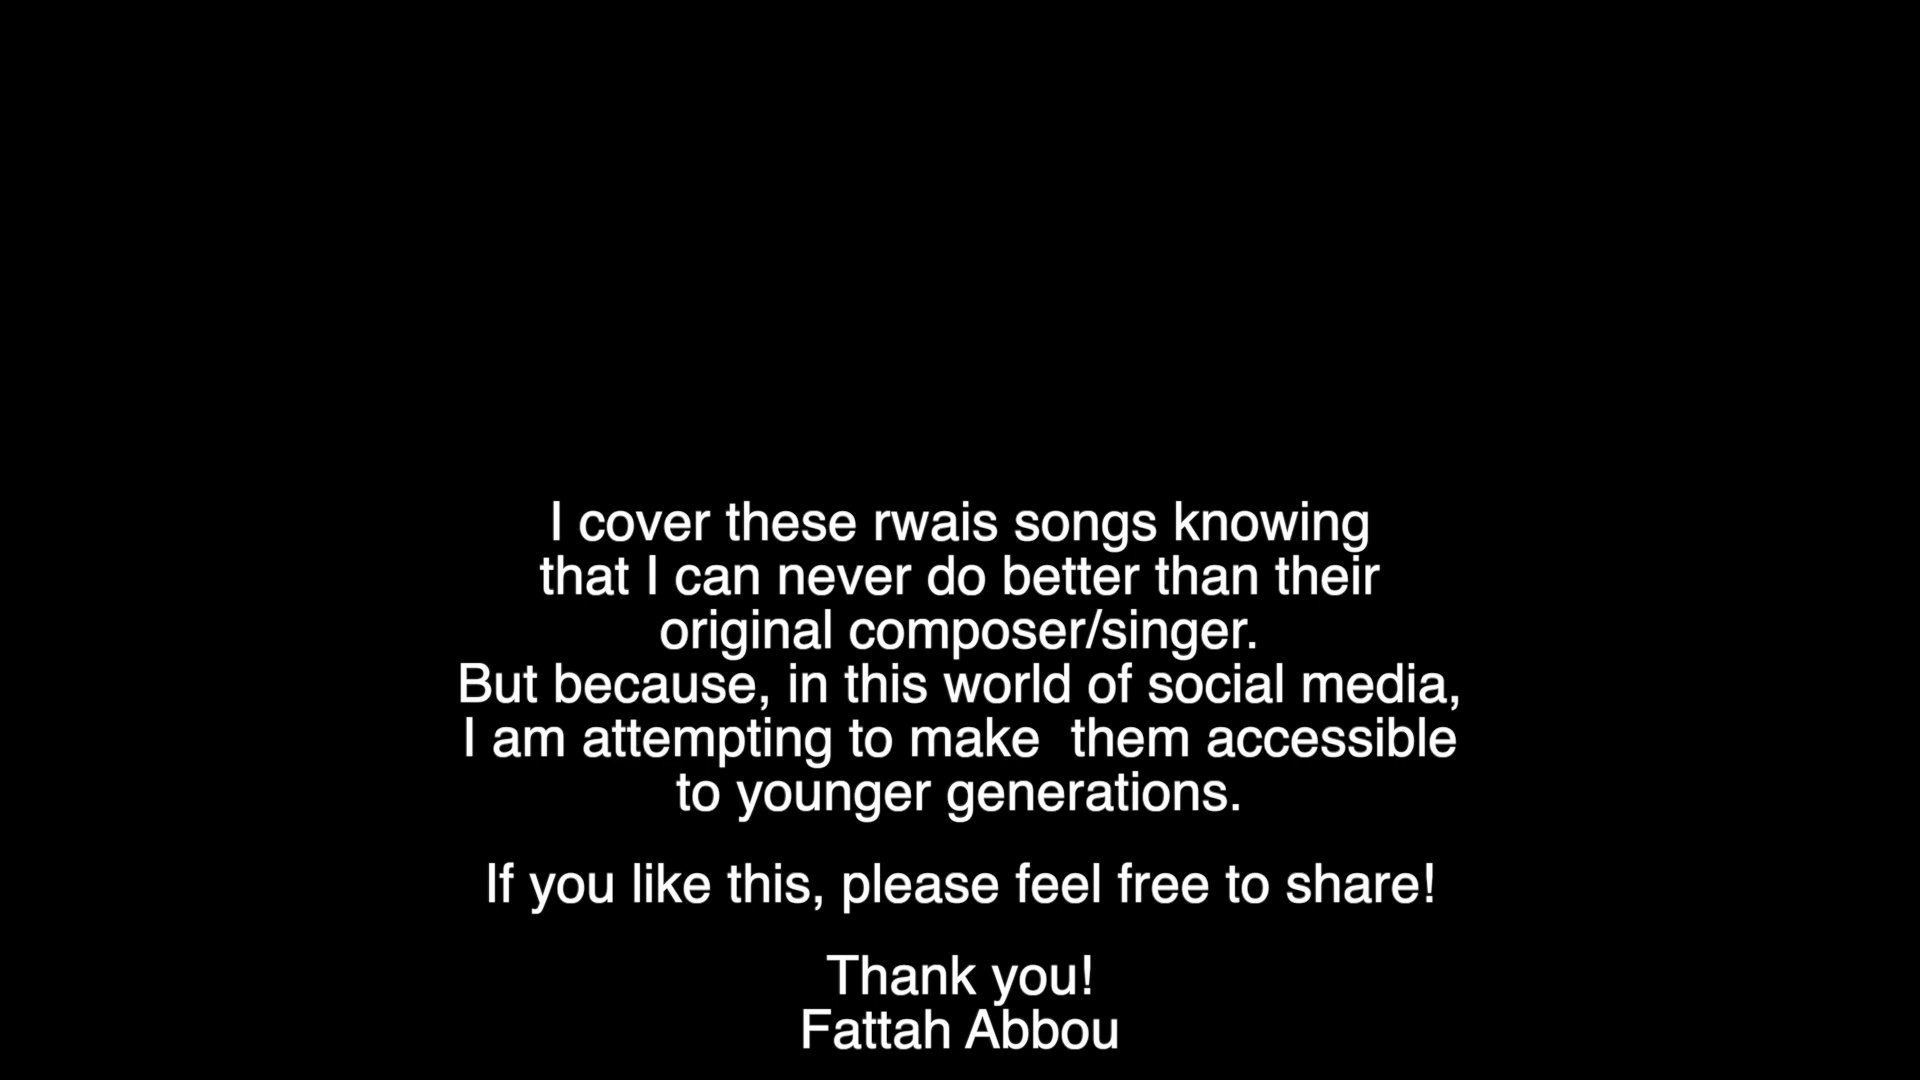 I cover these rwais songs knowing
that I can never do better than their
original composer/singer.
But because, in this world of social media,
I am attempting to make  them accessible
to younger generations.
If you like this, please feel free to share!
Thank you!
Fattah Abbou